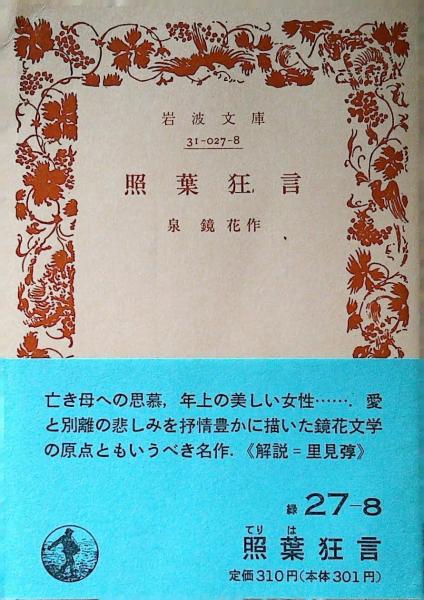 岩波文庫
31-027-8
照葉狂言
泉鏡花作
亡き母への思慕，年上の美しい女性……．愛
と別離の悲しみを抒情豊かに描いた鏡花文学
の原点ともいうべき名作．《解説＝里見弴》
緑 27-8
てり は
照葉狂言
定価310円(本体301円)